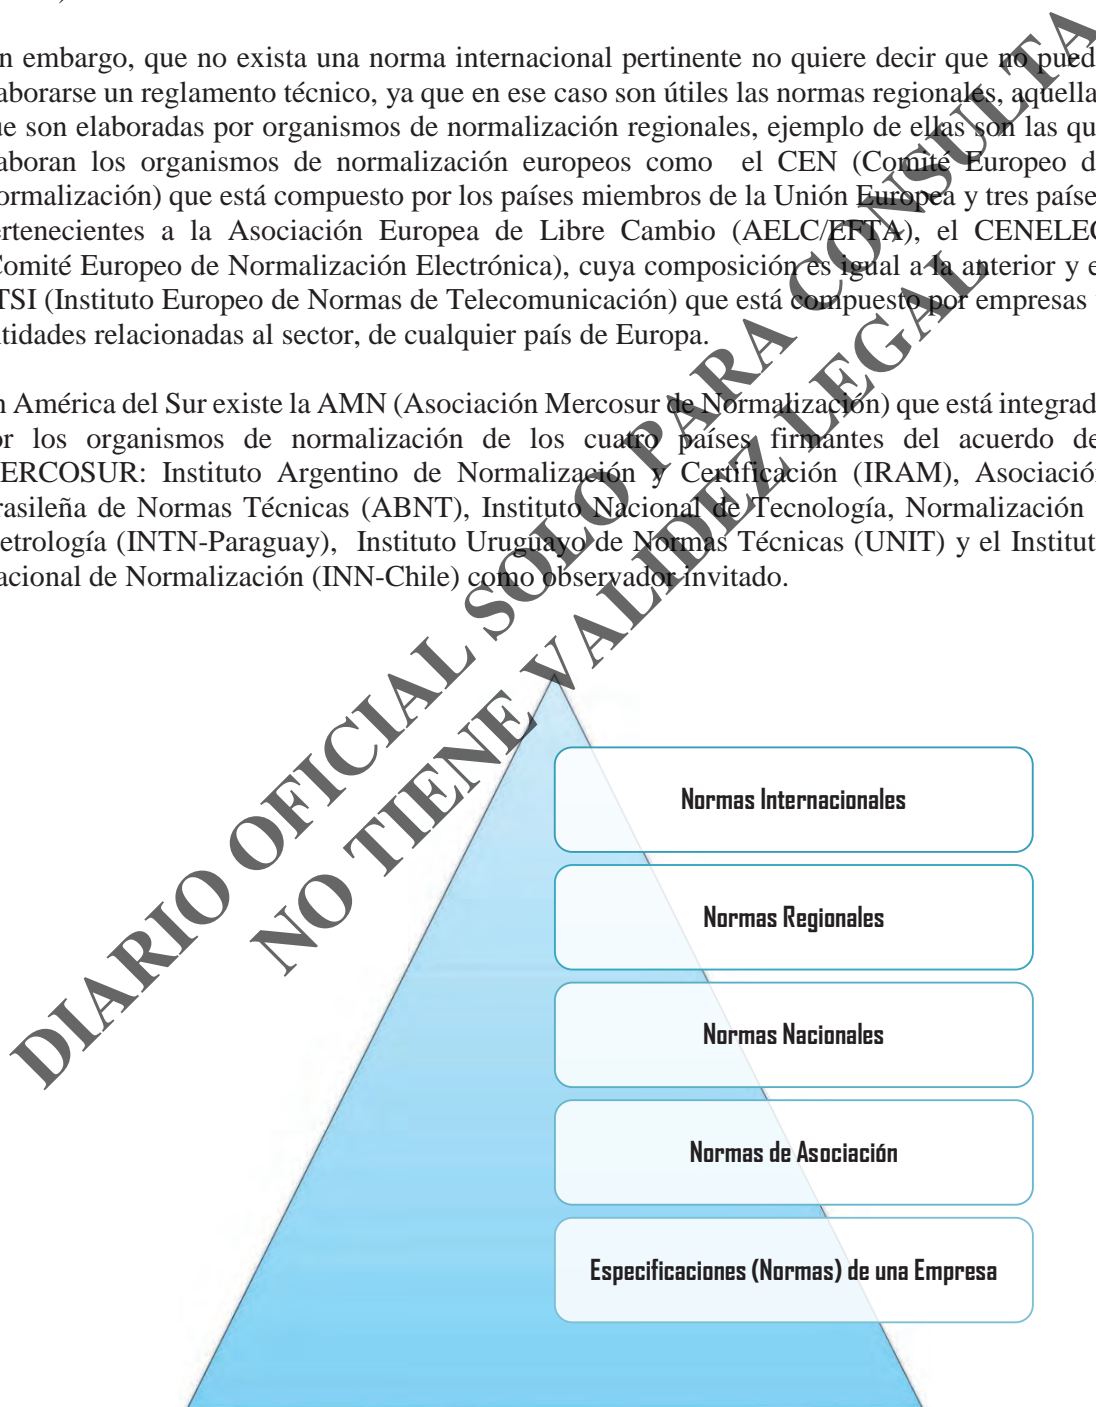 n embargo, que no exista una norma internacional pertinente no quiere decir que no pued
aborarse un reglamento técnico, ya que en ese caso son útiles las normas regionales, aquella
ue son elaboradas por organismos de normalización regionales, ejemplo de ellas son las qu
aboran los organismos de normalización europeos como el CEN (Comité Europeo d
ormalización) que está compuesto por los países miembros de la Unión Europea y tres paíse
ertenecientes a la Asociación Europea de Libre Cambio (AELC/EFTA), el CENELEC
Comité Europeo de Normalización Electrónica), cuya composición es igual a la anterior y e
TSI (Instituto Europeo de Normas de Telecomunicación) que está compuesto por empresas
ntidades relacionadas al sector, de cualquier país de Europa.
n América del Sur existe la AMN (Asociación Mercosur de Normalización) que está integrad
or los organismos de normalización de los cuatro países firmantes del acuerdo de
ERCOSUR: Instituto Argentino de Normalización y Certificación (IRAM), Asociación
rasileña de Normas Técnicas (ABNT), Instituto Nacional de Tecnología, Normalización
etrología (INTN-Paraguay), Instituto Uruguayo de Normas Técnicas (UNIT) y el Institut
acional de Normalización (INN-Chile) como observador invitado.
DIARIO OFICIAL SOLO PARA CONSULTA
NO TIENE VALIDEZ LEGAL
Normas Internacionales
Normas Regionales
Normas Nacionales
Normas de Asociación
Especificaciones (Normas) de una Empresa